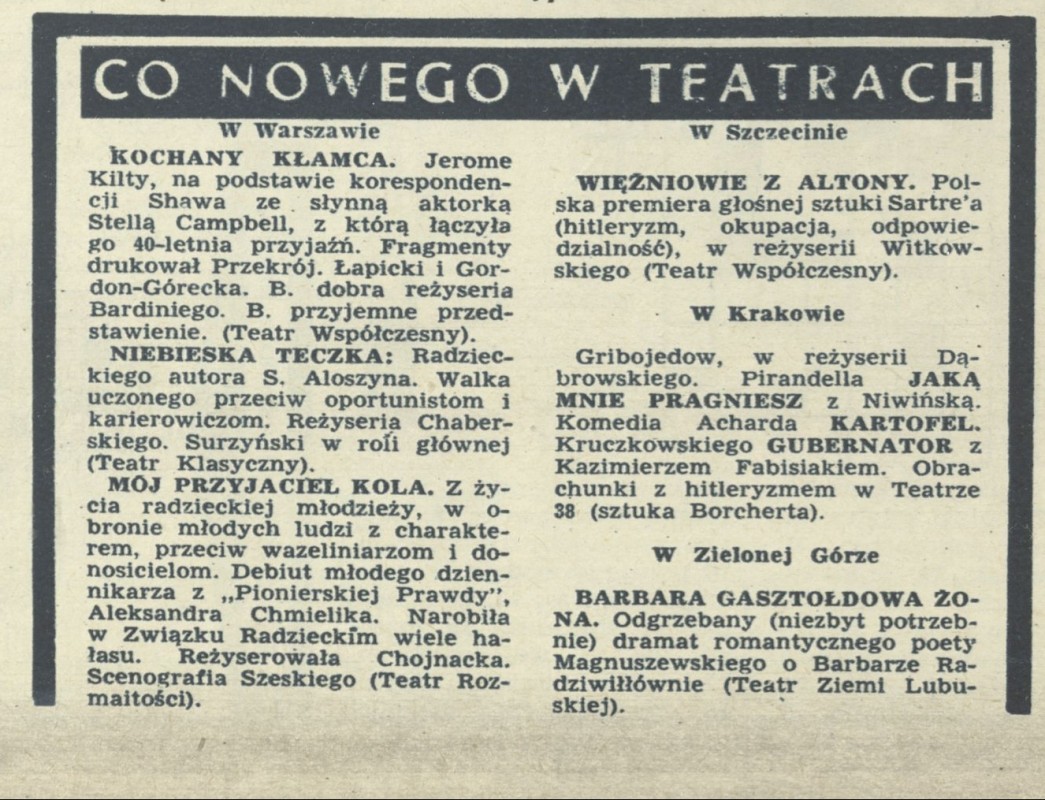 CO NOWEGO W TEATRACH
W Warszawie
KOCHANY KŁAMCA. Jerome
Kilty, na podstawie koresponden-
cji Shawa ze słynną aktorką
Stellą Campbell, z którą łączyła
go 40-letnia przyjaźń. Fragmenty
drukował Przekrój. Łapicki i Gor-
don-Górecka. B. dobra reżyseria
Bardiniego. B. przyjemne przed-
stawienie. (Teatr Współczesny).
NIEBIESKA TECZKA: Radziec-
kiego autora S. Aloszyna. Walka
uczonego przeciw oportunistom i
karierowiczom. Reżyseria Chaber-
skiego. Surzyński w roli głównej
(Teatr Klasyczny).
MÓJ PRZYJACIEL KOLA. Z ży-
cia radzieckiej młodzieży, w o-
bronie młodych ludzi z charakte-
rem, przeciw wazeliniarzom i do-
nosicielom. Debiut młodego dzien-
nikarza z „Pionierskiej Prawdy”,
Aleksandra Chmielika. Narobiła
w Związku Radzieckim wiele ha-
łasu. Reżyserowała Chojnacka.
Scenografia Szeskiego (Teatr Roz-
maitości).
W Szczecinie
WIĘŹNIOWIE Z ALTONY. Pol-
ska premiera głośnej sztuki Sartre'a
(hitleryzm, okupacja, odpowie-
dzialność), w reżyserii Witkow-
skiego (Teatr Współczesny).
W Krakowie
Gribojedow, w reżyserii Dą-
browskiego. Pirandella JAKĄ
MNIE PRAGNIESZ z Niwińską.
Komedia Acharda KARTOFEL.
Kruczkowskiego GUBERNATOR z
Kazimierzem Fabisiakiem. Obra-
chunki z hitleryzmem w Teatrze
38 (sztuka Borcherta).
W Zielonej Górze
BARBARA GASZTOŁDOWA ŻO-
NA. Odgrzebany (niezbyt potrzeb-
nie) dramat romantycznego poety
Magnuszewskiego o Barbarze Ra-
dziwiłłównie (Teatr Ziemi Lubu-
skiej).